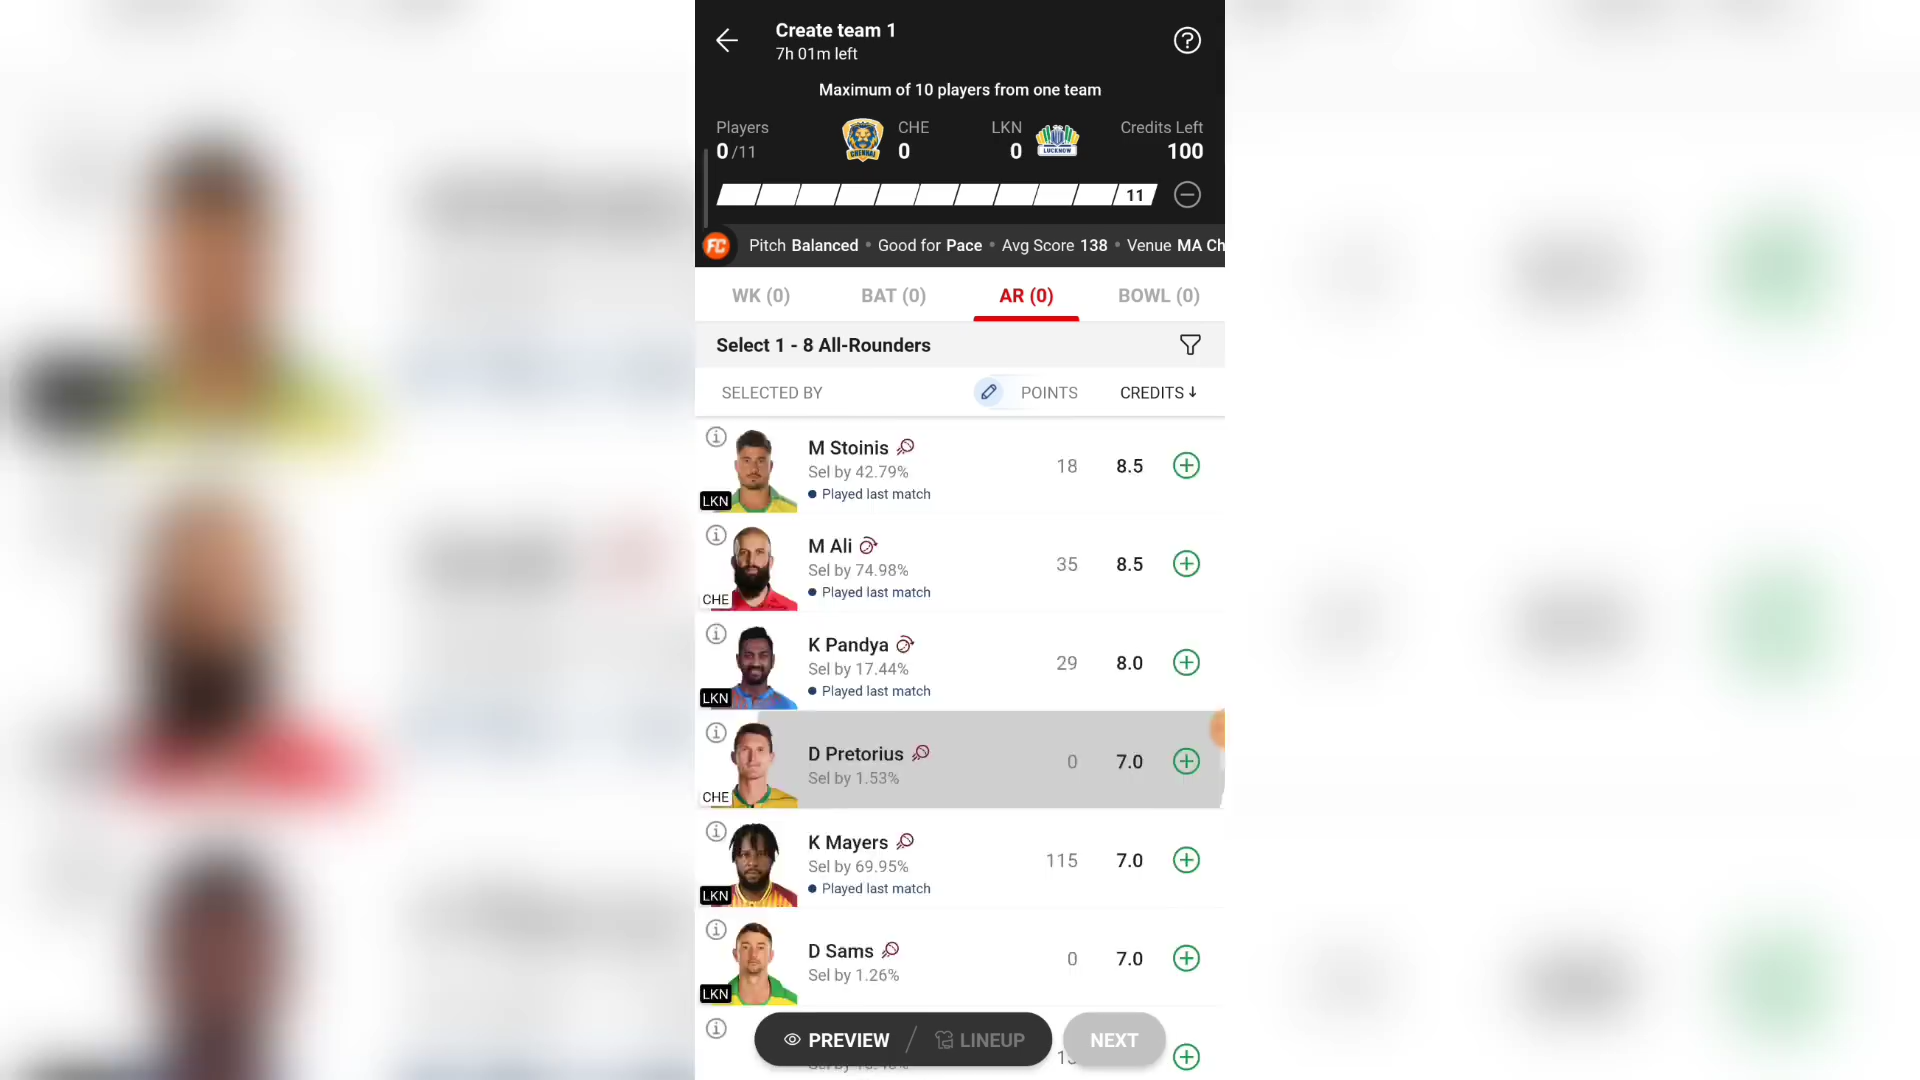 Create team 1
7h 01m left
Maximum of 10 players from one team
Players
0/11
CHENNAI
CHE
0
LKN
0
LUCKNOW
Credits Left
100
11
FC Pitch Balanced • Good for Pace • Avg Score 138 • Venue MA Ch
WK (0) BAT (0) AR (0) BOWL (0)
Select 1 - 8 All-Rounders
SELECTED BY POINTS CREDITS↓
M Stoinis
Sel by 42.79%
Played last match
LKN
18 8.5
M Ali
Sel by 74.98%
Played last match
CHE
35 8.5
K Pandya
Sel by 17.44%
Played last match
LKN
29 8.0
D Pretorius
Sel by 1.53%
CHE
0 7.0
K Mayers
Sel by 69.95%
Played last match
LKN
115 7.0
D Sams
Sel by 1.26%
LKN
0 7.0
PREVIEW / LINEUP NEXT